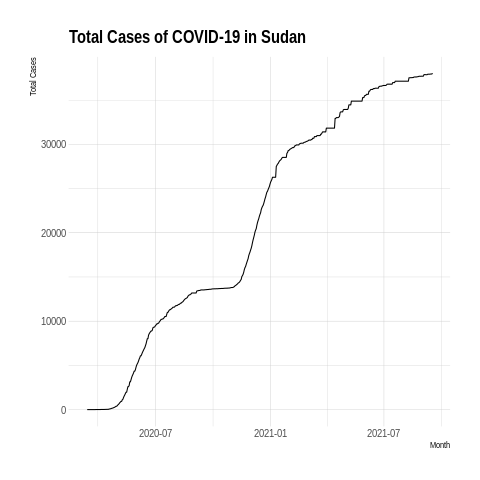 Total Cases of COVID-19 in Sudan
Total Cases
30000
20000
10000
0
2020-07 2021-01 2021-07
Month